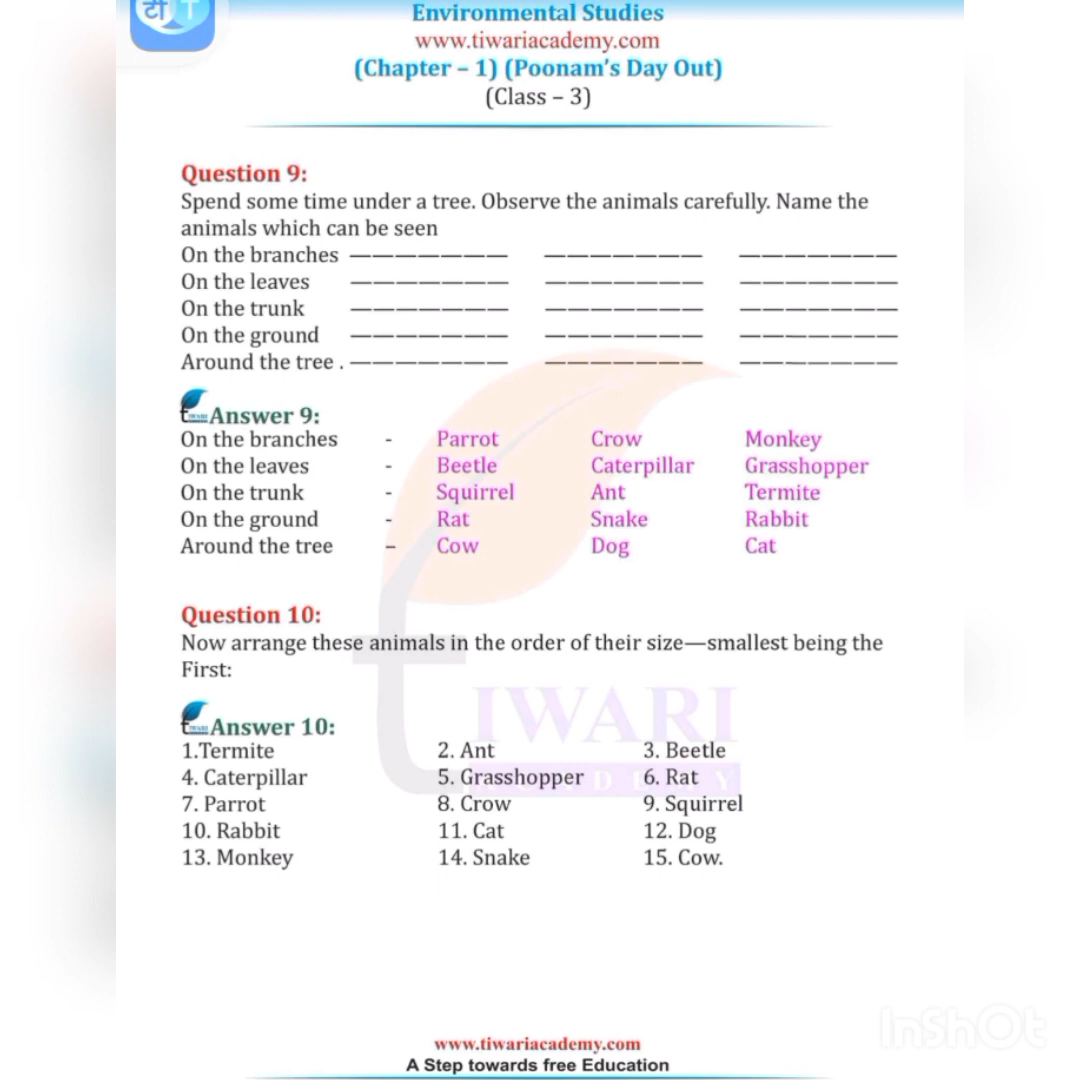 टी T
Environmental Studies
www.tiwariacademy.com
(Chapter – 1) (Poonam's Day Out)
(Class – 3)
Question 9:
Spend some time under a tree. Observe the animals carefully. Name the
animals which can be seen
On the branches ——————— ——————— ———————
On the leaves ——————— ——————— ———————
On the trunk ——————— ——————— ———————
On the ground ——————— ——————— ———————
Around the tree . ——————— ——————— ———————
Answer 9:
On the branches - Parrot Crow Monkey
On the leaves - Beetle Caterpillar Grasshopper
On the trunk - Squirrel Ant Termite
On the ground - Rat Snake Rabbit
Around the tree – Cow Dog Cat
Question 10:
Now arrange these animals in the order of their size—smallest being the
First:
TIWARI
ACADEMY
Answer 10:
1.Termite 2. Ant 3. Beetle
4. Caterpillar 5. Grasshopper 6. Rat
7. Parrot 8. Crow 9. Squirrel
10. Rabbit 11. Cat 12. Dog
13. Monkey 14. Snake 15. Cow.
www.tiwariacademy.com
A Step towards free Education
InShOt